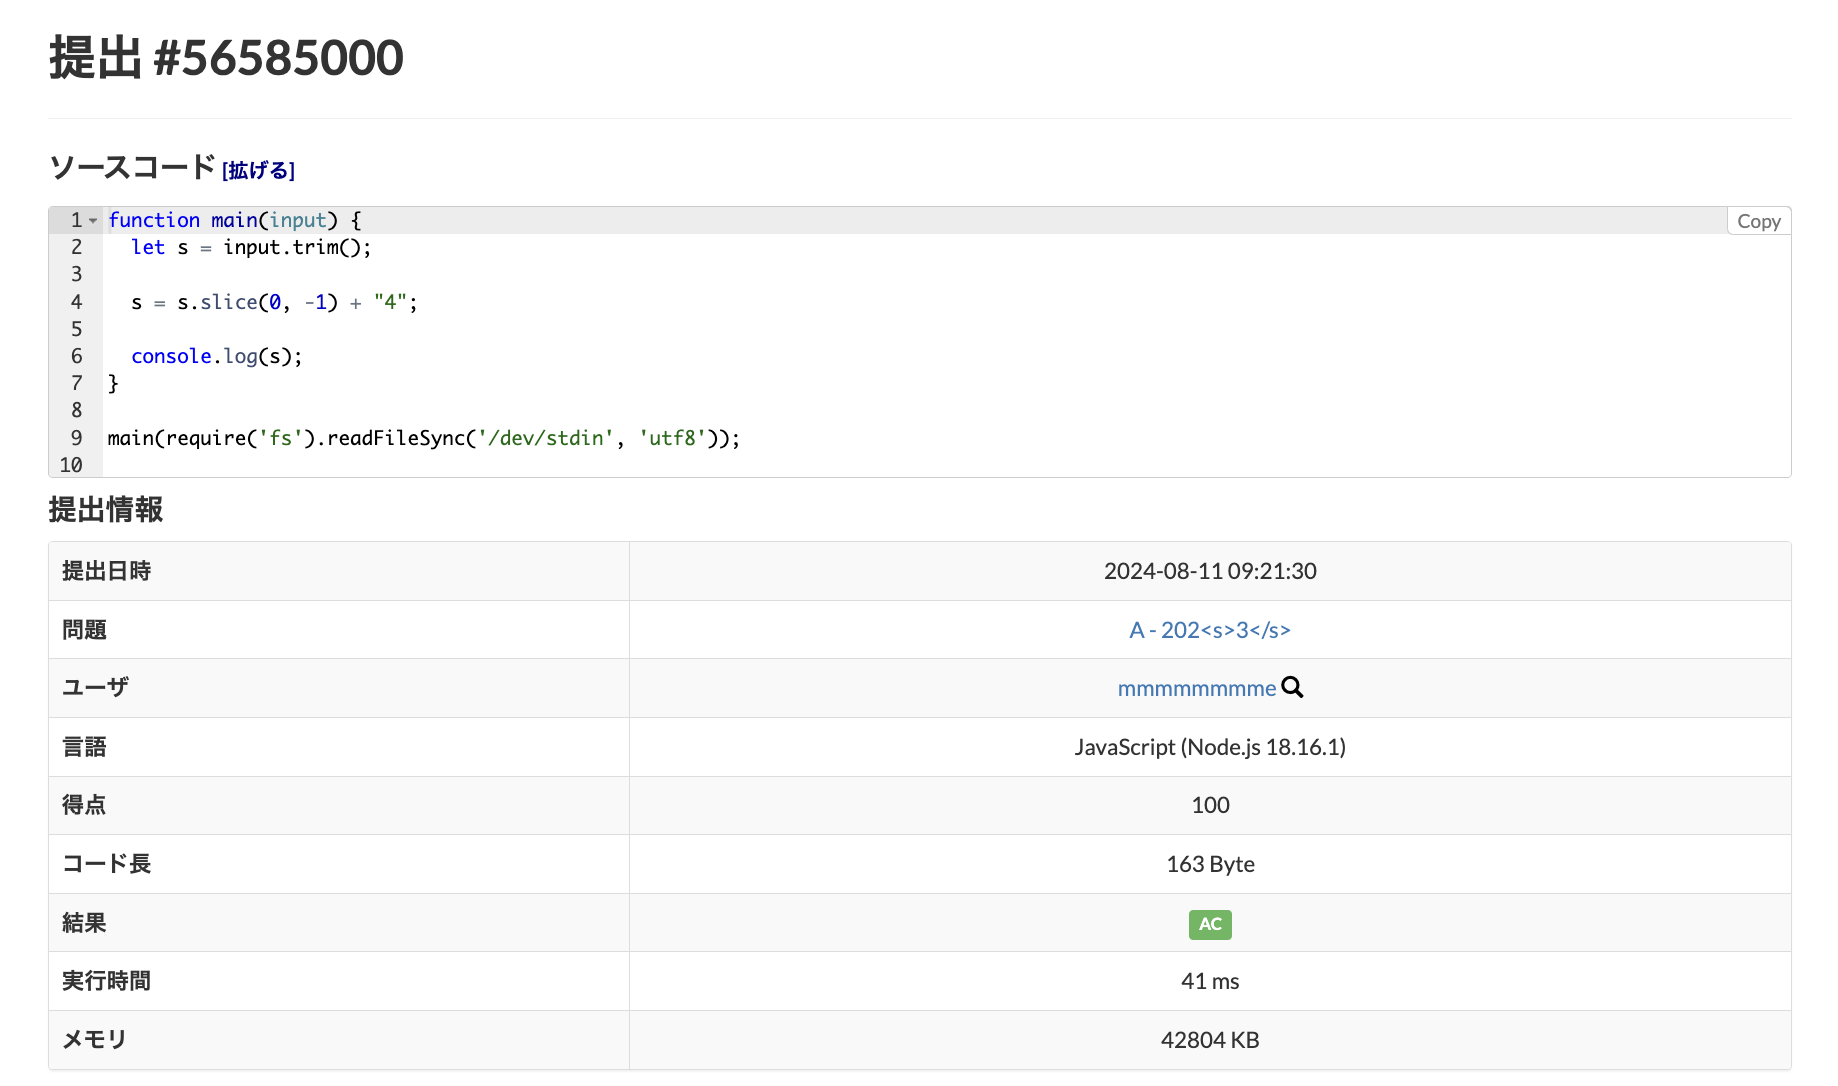 提出 #56585000
ソースコード [拡げる]
Copy
1 function main(input) {
2   let s = input.trim();
3
4   s = s.slice(0, -1) + "4";
5
6   console.log(s);
7 }
8
9 main(require('fs').readFileSync('/dev/stdin', 'utf8'));
10
提出情報
提出日時 2024-08-11 09:21:30
問題 A - 202<s>3</s>
ユーザ mmmmmmmme
言語 JavaScript (Node.js 18.16.1)
得点 100
コード長 163 Byte
結果 AC
実行時間 41 ms
メモリ 42804 KB